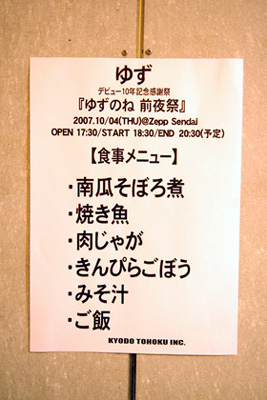 ゆず
デビュー10年記念感謝祭
『ゆずのね 前夜祭』
2007.10/04(THU)@Zepp Sendai
OPEN 17:30/START 18:30/END 20:30(予定)
【食事メニュー】
・南瓜そぼろ煮
・焼き魚
・肉じゃが
・きんぴらごぼう
・みそ汁
・ご飯
KYODO TOHOKU INC.